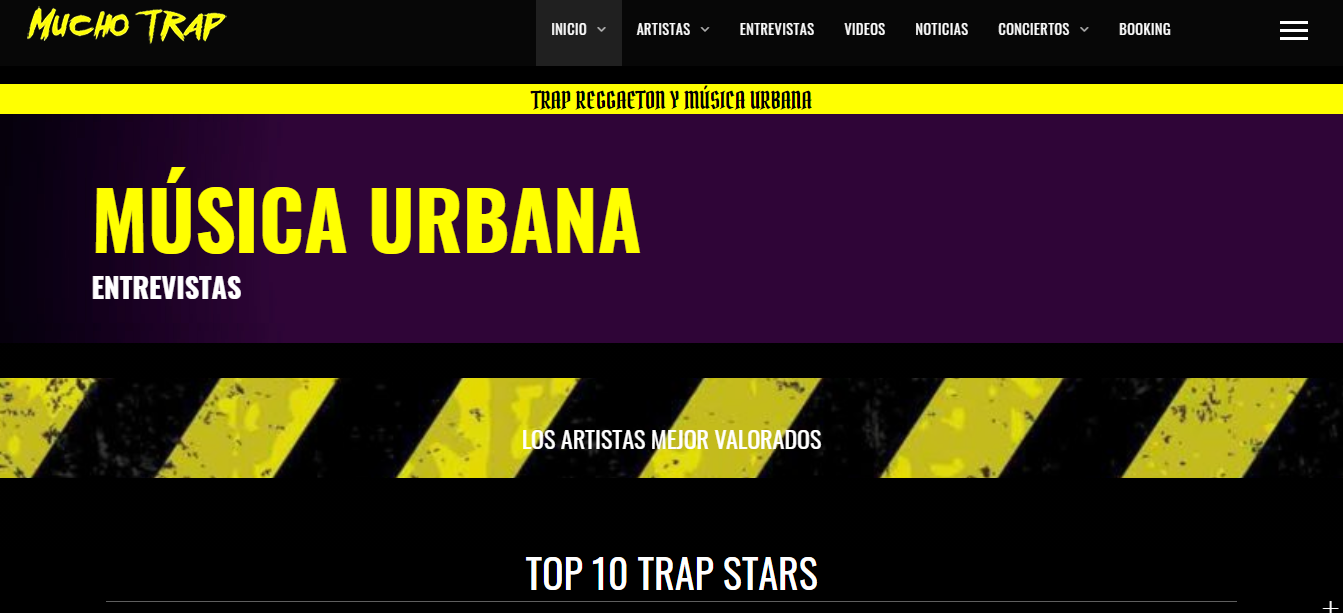 MUCHO TRAP
INICIO ARTISTAS ENTREVISTAS VIDEOS NOTICIAS CONCIERTOS BOOKING
TRAP REGGAETON Y MÚSICA URBANA
MÚSICA URBANA
ENTREVISTAS
LOS ARTISTAS MEJOR VALORADOS
TOP 10 TRAP STARS